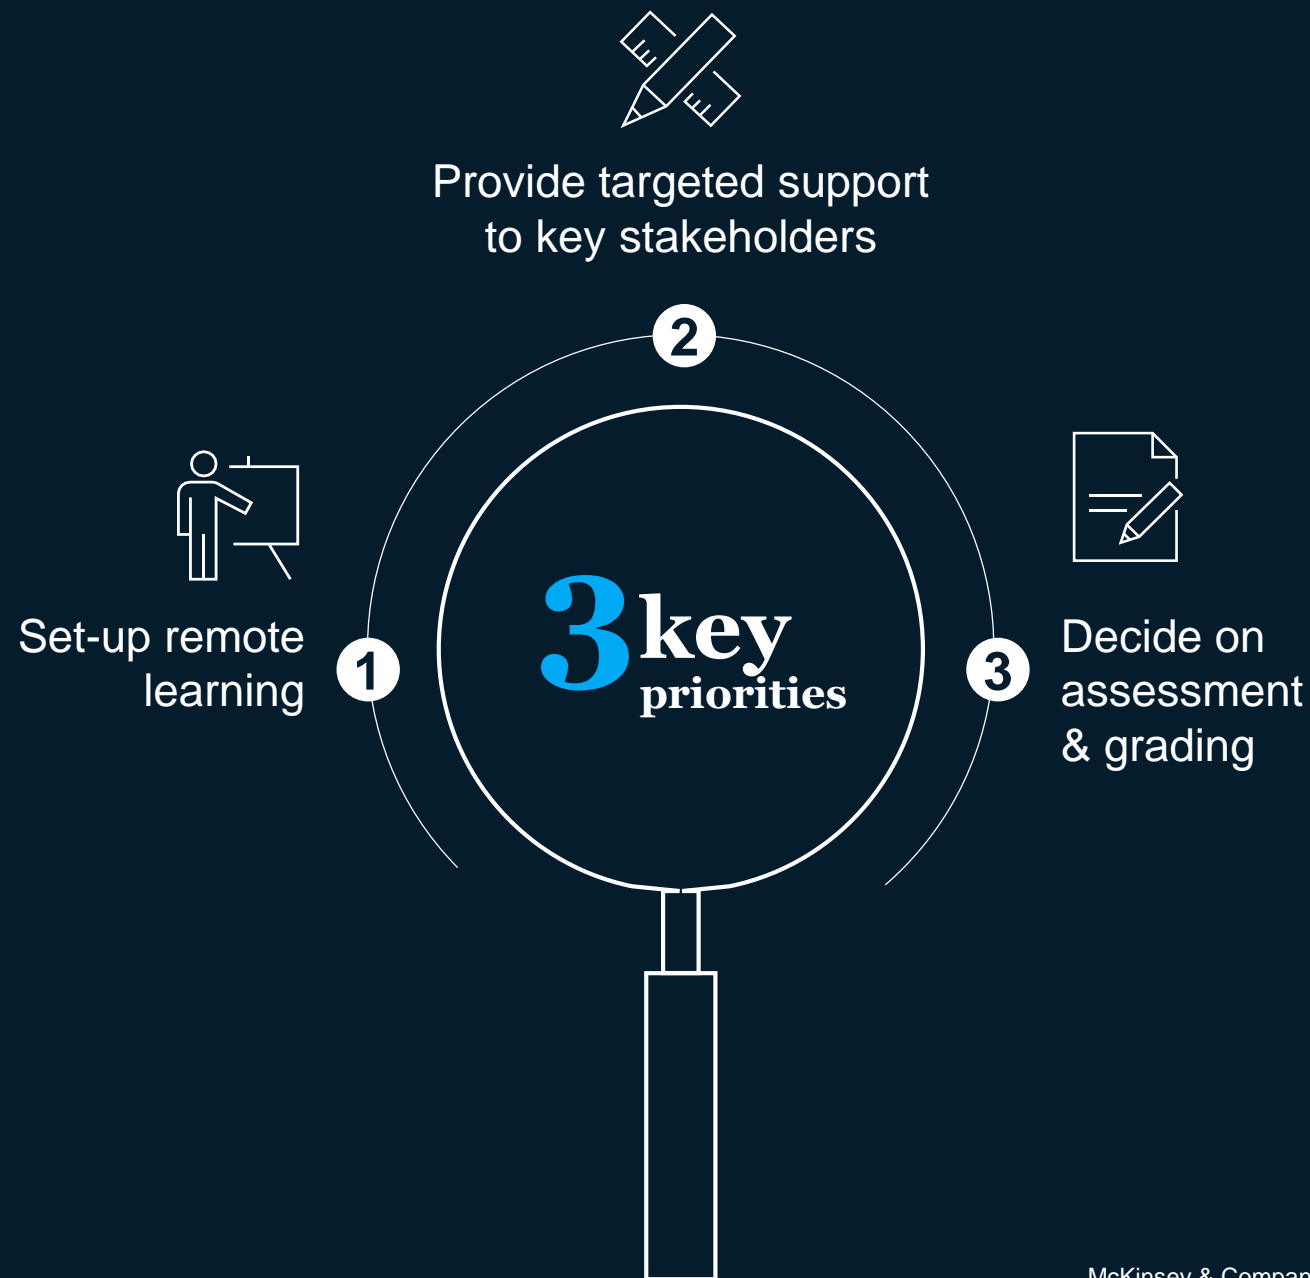 Provide targeted support
to key stakeholders
2
Set-up remote
learning
1
3 key
priorities
3
Decide on
assessment
& grading
McKinsey &